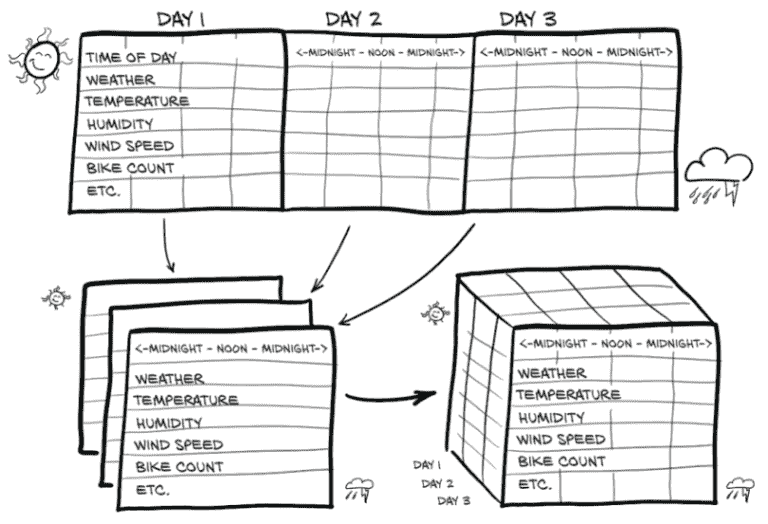 DAY 1 DAY 2 DAY 3
TIME OF DAY <-MIDNIGHT - NOON - MIDNIGHT-> <-MIDNIGHT - NOON - MIDNIGHT->
WEATHER
TEMPERATURE
HUMIDITY
WIND SPEED
BIKE COUNT
ETC.
<-MIDNIGHT - NOON - MIDNIGHT->
WEATHER
TEMPERATURE
HUMIDITY
WIND SPEED
BIKE COUNT
ETC.
<-MIDNIGHT - NOON - MIDNIGHT->
WEATHER
TEMPERATURE
HUMIDITY
WIND SPEED
BIKE COUNT
ETC.
DAY 1
DAY 2
DAY 3